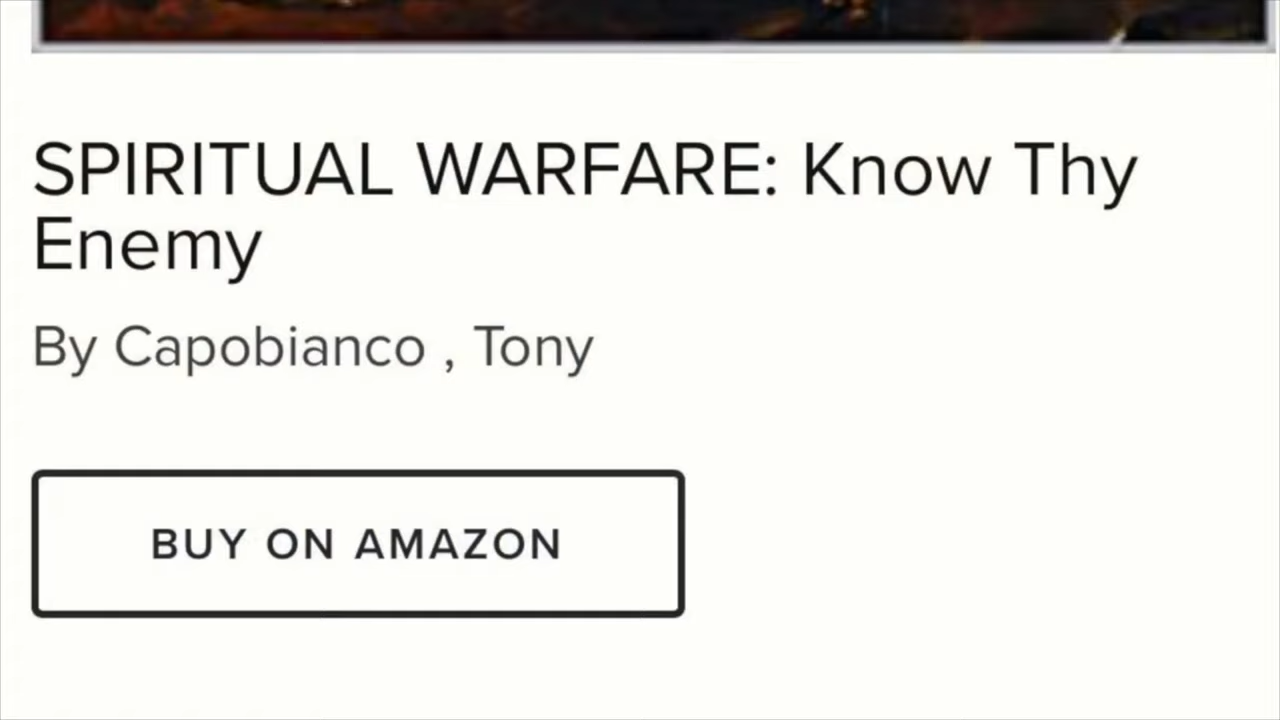 SPIRITUAL WARFARE: Know Thy
Enemy
By Capobianco , Tony
BUY ON AMAZON